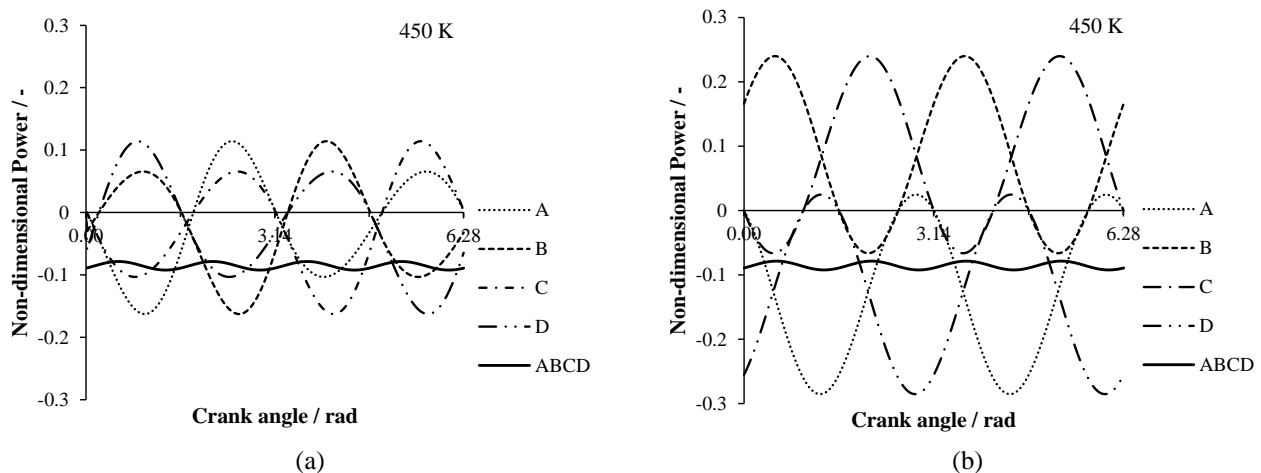 450 K
0.3
0.2
0.1
0
-0.1
-0.2
-0.3
0.00
3.14
6.28
Non-dimensional Power / -
Crank angle / rad
A
B
C
D
ABCD
(a)
450 K
0.3
0.2
0.1
0
-0.1
-0.2
-0.3
0.00
3.14
6.28
Non-dimensional Power / -
Crank angle / rad
A
B
C
D
ABCD
(b)